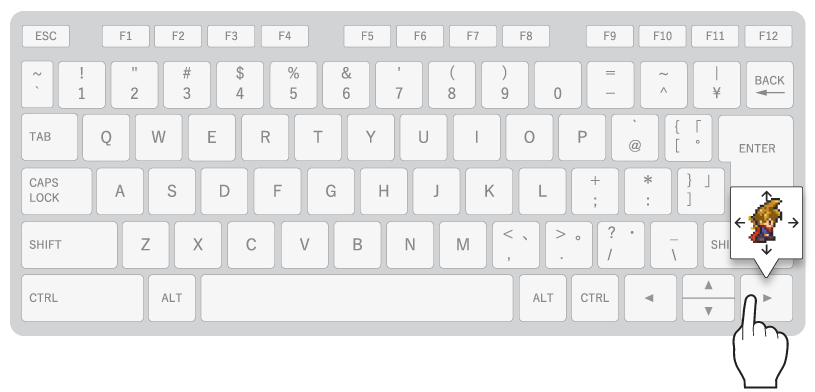 ESC F1 F2 F3 F4 F5 F6 F7 F8 F9 F10 F11 F12
~ ! " # $ % & ' ( ) = ~ |
` 1 2 3 4 5 6 7 8 9 0 − ^ ¥ BACK
TAB Q W E R T Y U I O P ` @ { 「 [ ° ENTER
CAPS LOCK A S D F G H J K L + ; * : } 」 ]
SHIFT Z X C V B N M < 、 , > 。 . ? ・ / _ \ SHI
CTRL ALT ALT CTRL ◀ ▲ ▼ ▶